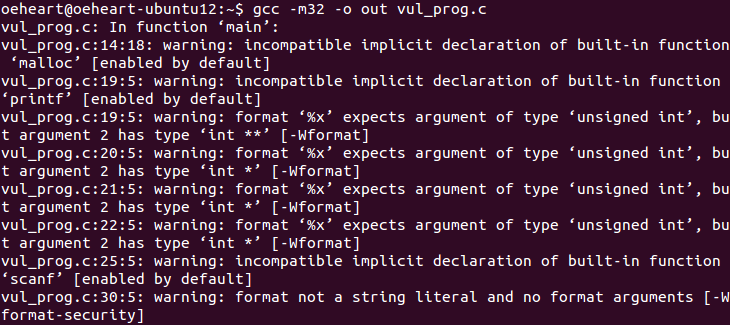 oeheart@oeheart-ubuntu12:~$ gcc -m32 -o out vul_prog.c
vul_prog.c: In function ‘main’:
vul_prog.c:14:18: warning: incompatible implicit declaration of built-in function
 ‘malloc’ [enabled by default]
vul_prog.c:19:5: warning: incompatible implicit declaration of built-in function
‘printf’ [enabled by default]
vul_prog.c:19:5: warning: format ‘%x’ expects argument of type ‘unsigned int’, bu
t argument 2 has type ‘int **’ [-Wformat]
vul_prog.c:20:5: warning: format ‘%x’ expects argument of type ‘unsigned int’, bu
t argument 2 has type ‘int *’ [-Wformat]
vul_prog.c:21:5: warning: format ‘%x’ expects argument of type ‘unsigned int’, bu
t argument 2 has type ‘int *’ [-Wformat]
vul_prog.c:22:5: warning: format ‘%x’ expects argument of type ‘unsigned int’, bu
t argument 2 has type ‘int *’ [-Wformat]
vul_prog.c:25:5: warning: incompatible implicit declaration of built-in function
‘scanf’ [enabled by default]
vul_prog.c:30:5: warning: format not a string literal and no format arguments [-W
format-security]